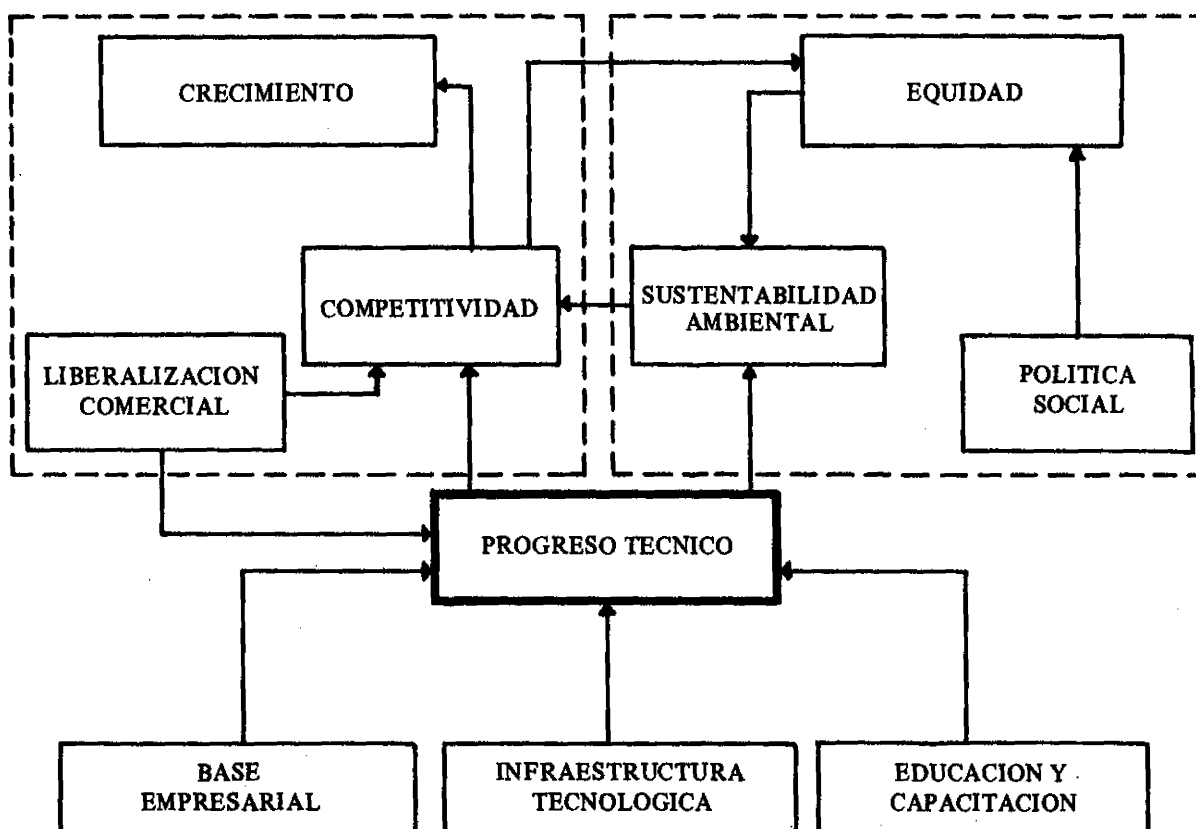 CRECIMIENTO
EQUIDAD
COMPETITIVIDAD
SUSTENTABILIDAD
AMBIENTAL
LIBERALIZACION
COMERCIAL
POLITICA
SOCIAL
PROGRESO TECNICO
BASE
EMPRESARIAL
INFRAESTRUCTURA
TECNOLOGICA
EDUCACION Y
CAPACITACION